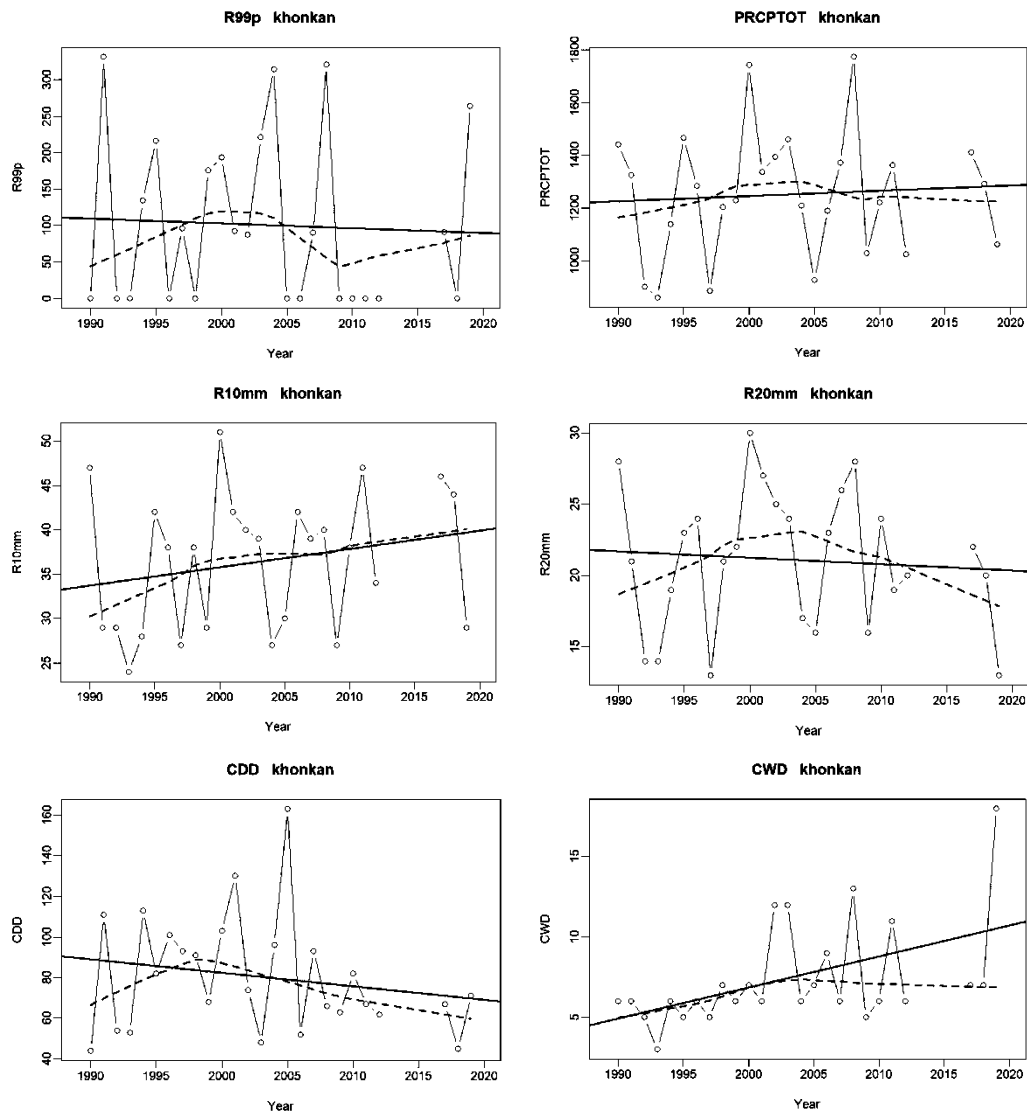 R99p khonkan
R99p
300
250
200
150
100
50
0
1990 1995 2000 2005 2010 2015 2020
Year
PRCPTOT khonkan
PRCPTOT
1800
1600
1400
1200
1000
1990 1995 2000 2005 2010 2015 2020
Year
R10mm khonkan
R10mm
50
45
40
35
30
25
1990 1995 2000 2005 2010 2015 2020
Year
R20mm khonkan
R20mm
30
25
20
15
1990 1995 2000 2005 2010 2015 2020
Year
CDD khonkan
CDD
160
140
120
100
80
60
40
1990 1995 2000 2005 2010 2015 2020
Year
CWD khonkan
CWD
15
10
5
1990 1995 2000 2005 2010 2015 2020
Year